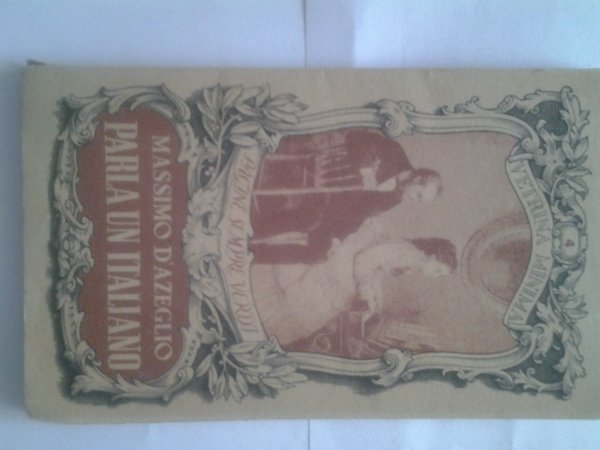 VETRINA MINIMA
4
PAGINE SEMPRE VERDI
MASSIMO D'AZEGLIO
PARLA UN ITALIANO